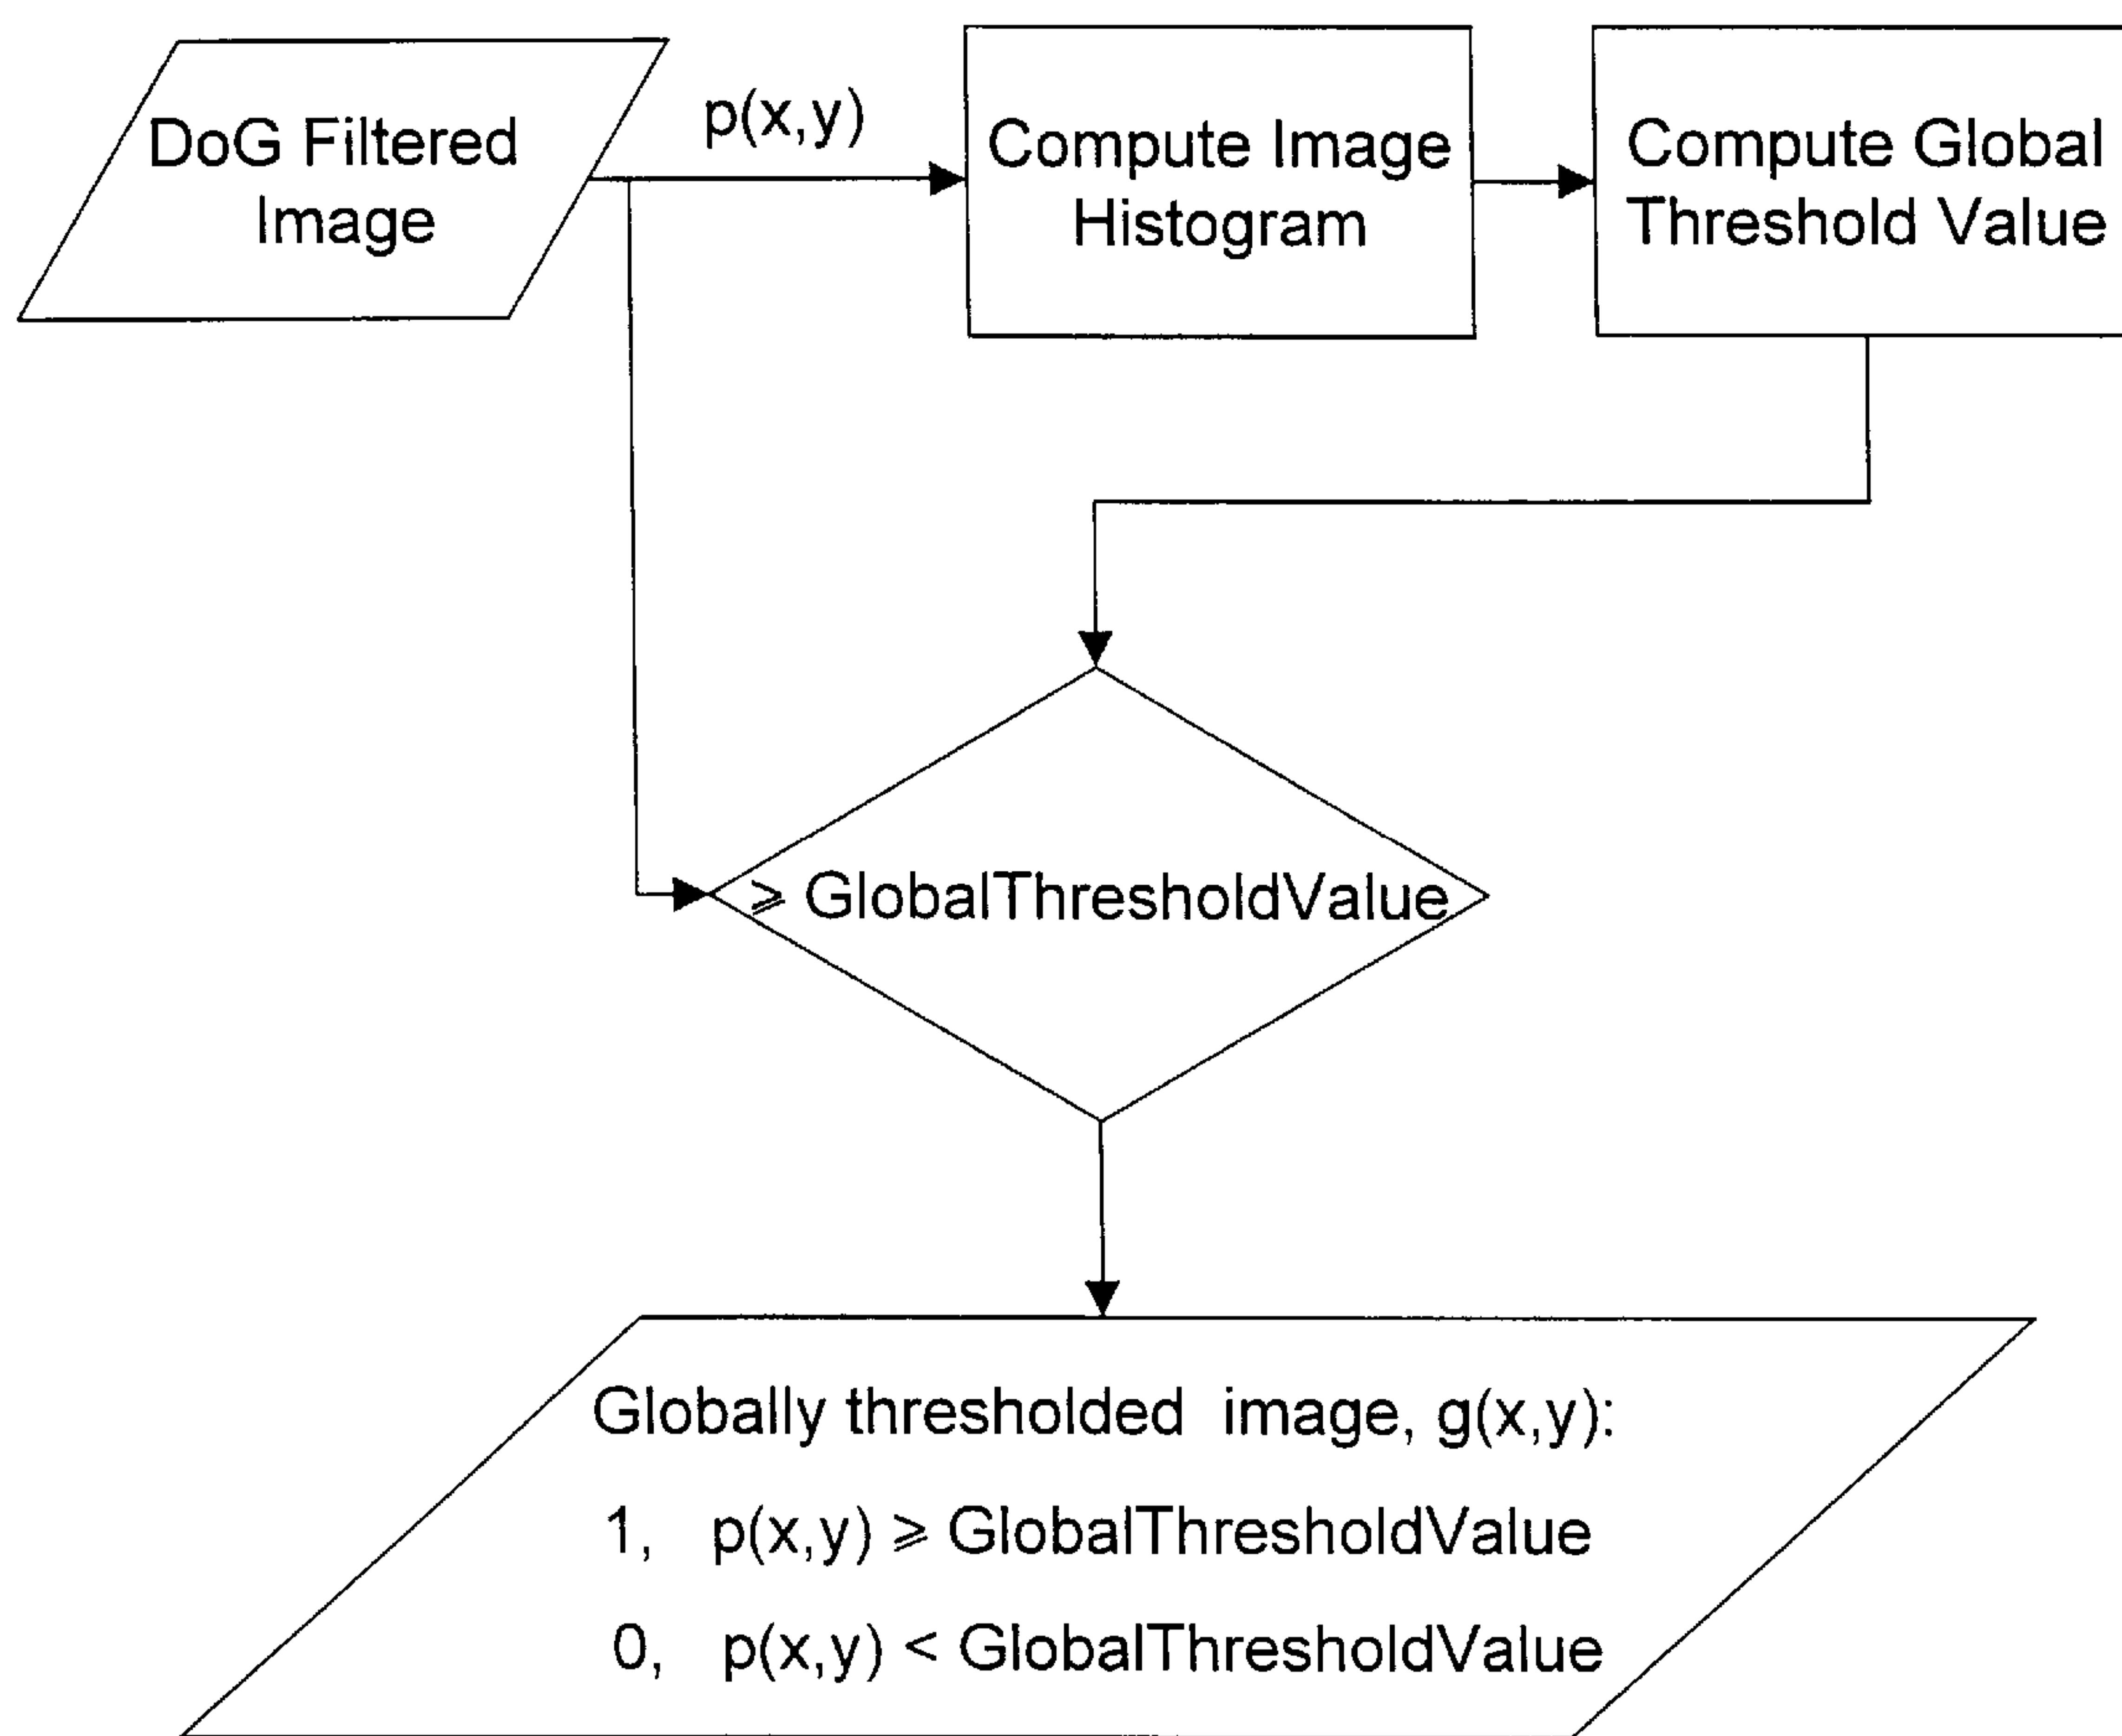 DoG Filtered
Image
p(x,y)
Compute Image
Histogram
Compute Global
Threshold Value
⩾ GlobalThresholdValue
Globally thresholded image, g(x,y):
1, p(x,y) ⩾ GlobalThresholdValue
0, p(x,y) < GlobalThresholdValue